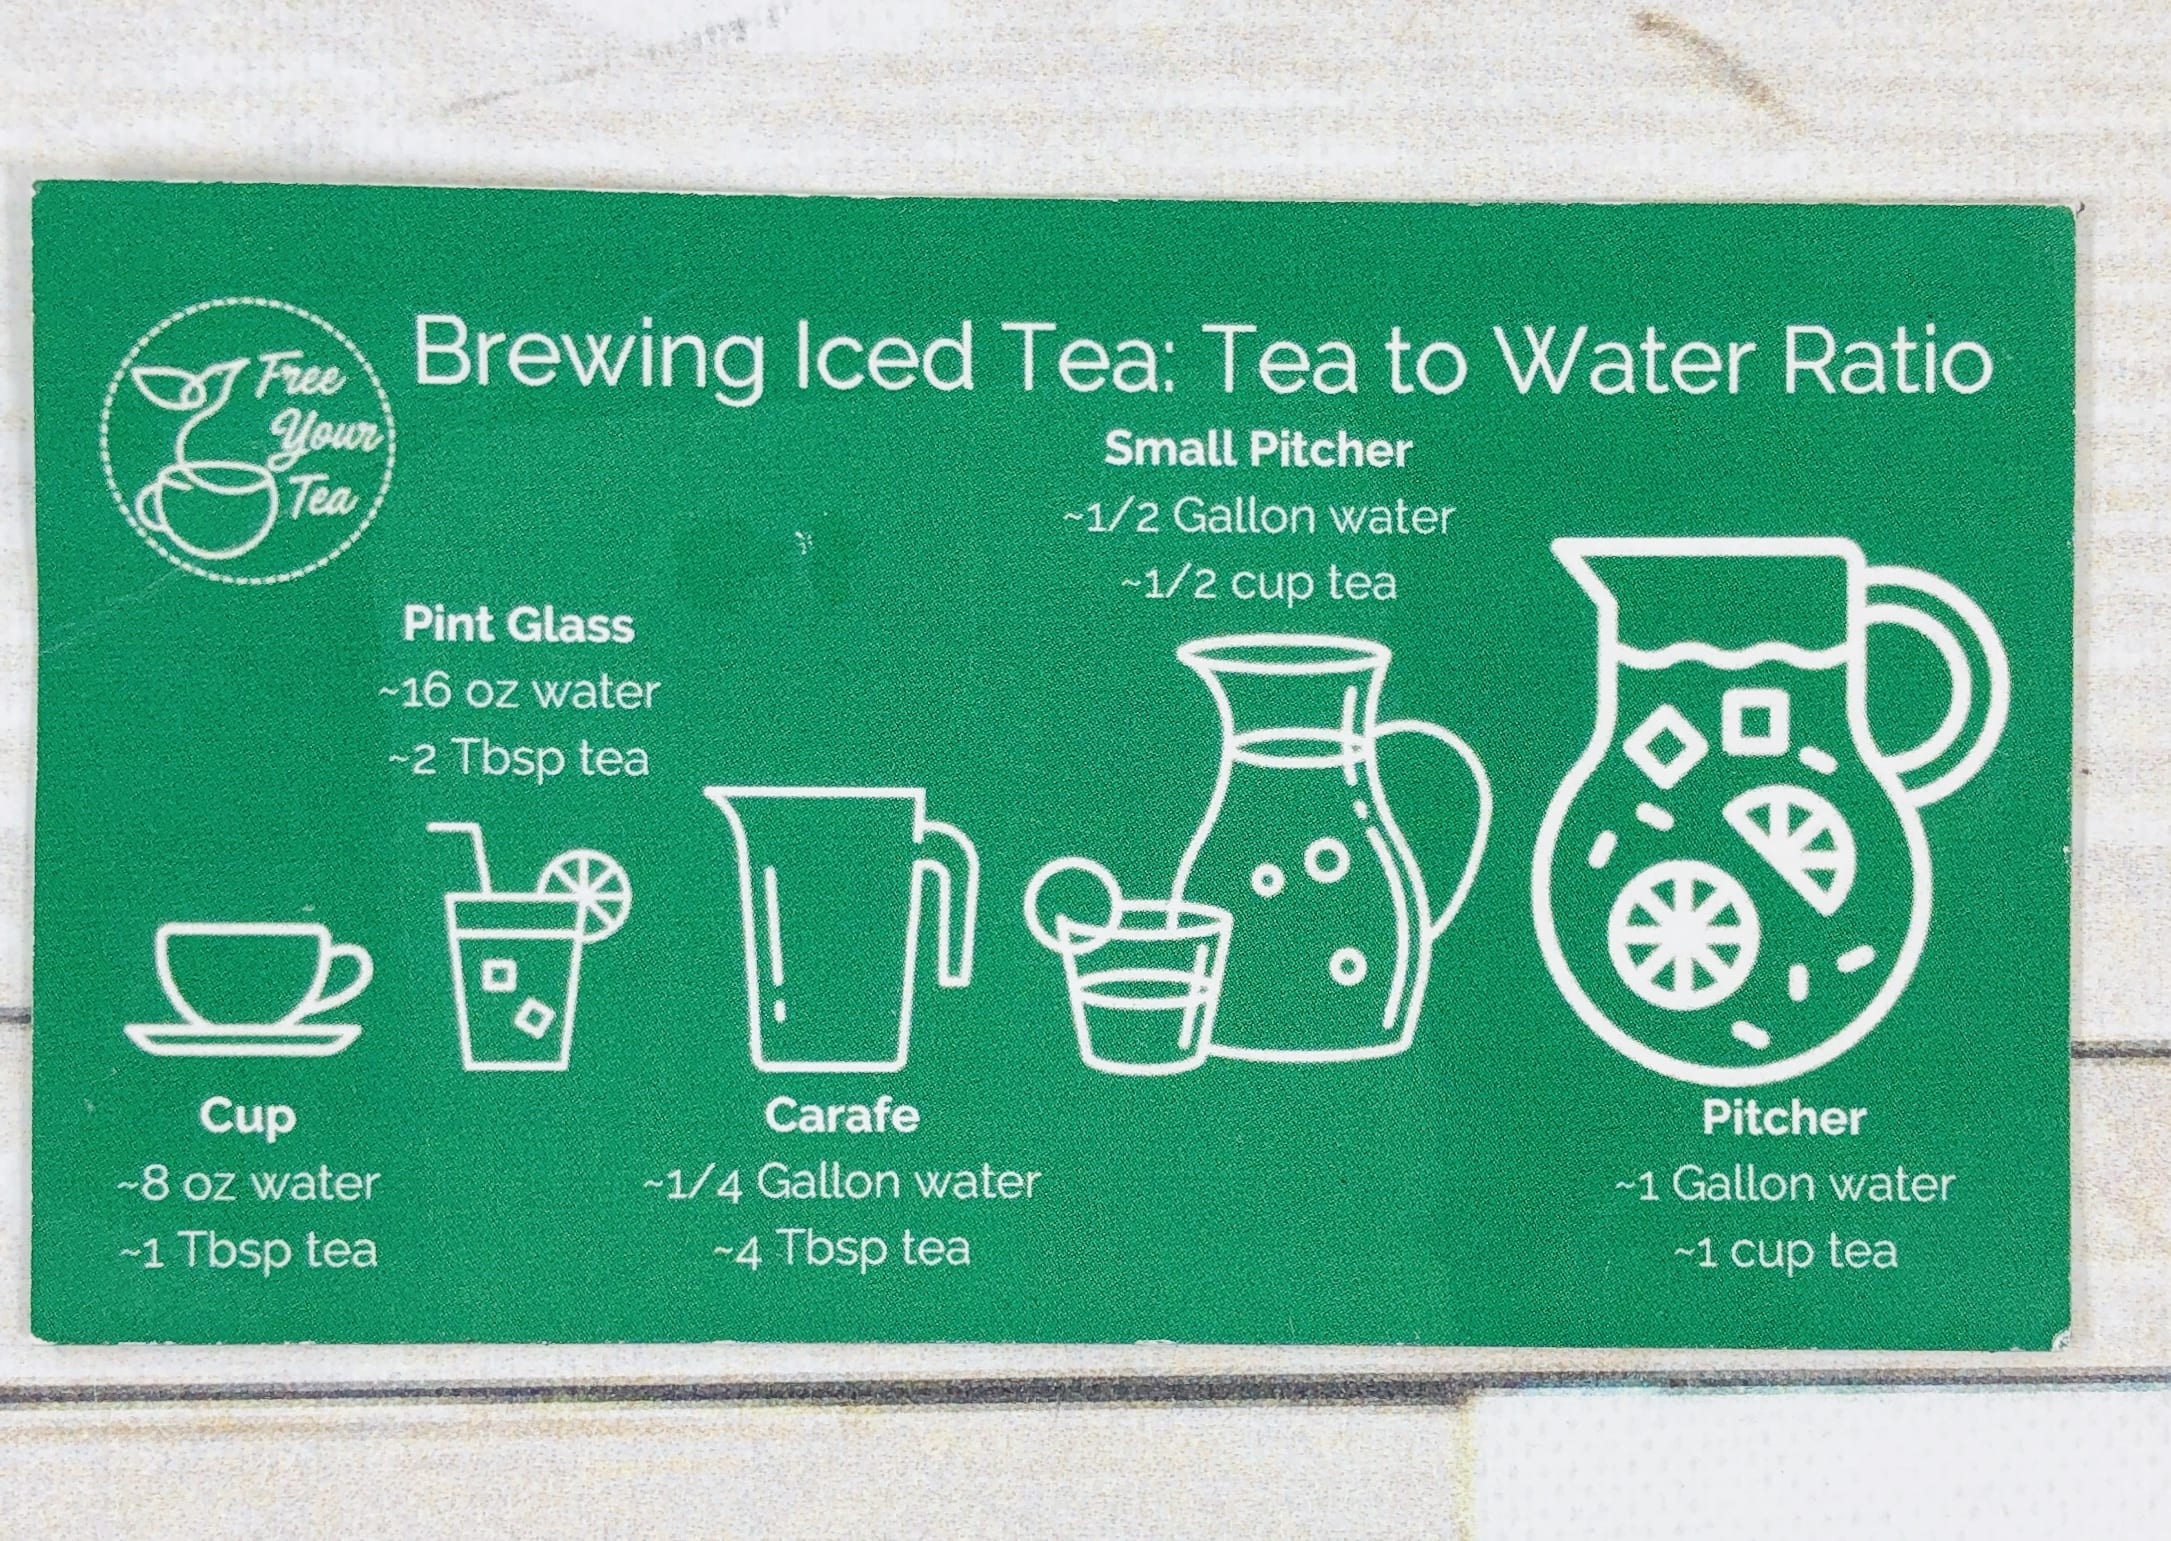 Free
Your
Tea
Brewing Iced Tea: Tea to Water Ratio
Cup
~8 oz water
~1 Tbsp tea
Pint Glass
~16 oz water
~2 Tbsp tea
Carafe
~1/4 Gallon water
~4 Tbsp tea
Small Pitcher
~1/2 Gallon water
~1/2 cup tea
Pitcher
~1 Gallon water
~1 cup tea